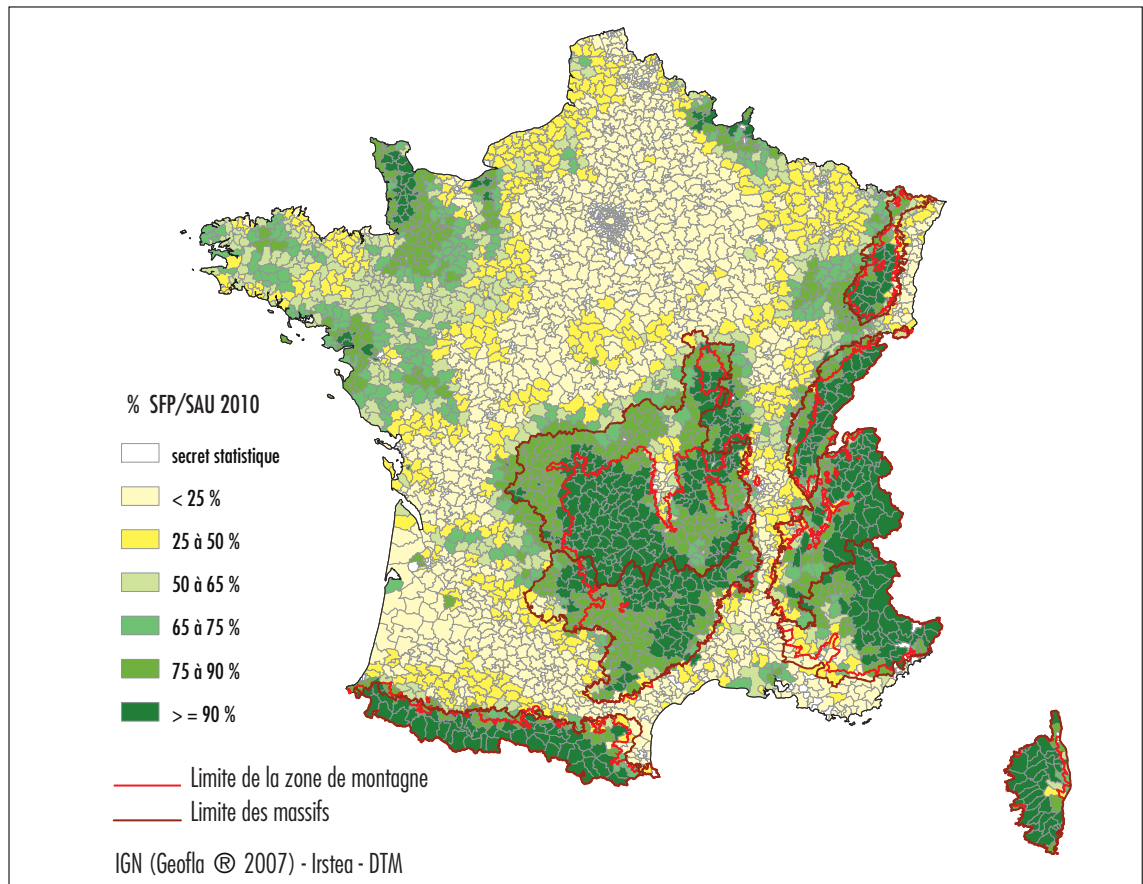 % SFP/SAU 2010
secret statistique
< 25 %
25 à 50 %
50 à 65 %
65 à 75 %
75 à 90 %
> = 90 %
Limite de la zone de montagne
Limite des massifs
IGN (Geofla ® 2007) - Irstea - DTM